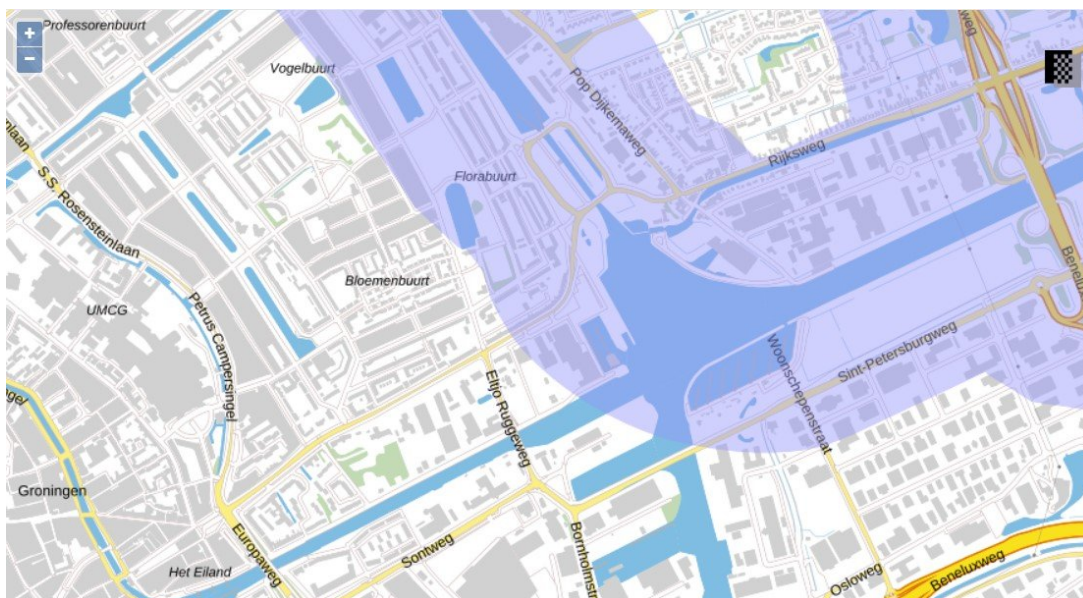 Professorenbuurt
Vogelbuurt
Pop Dijkemaweg
Rijksweg
S.S. Rosensteinlaan
Florabuurt
Bloemenbuurt
UMCG
Petrus Campersingel
Sint-Petersburgweg
Woonschepenstraat
Eltjo Ruggeweg
Groningen
Europaweg
Sontweg
Het Eiland
Osloweg
Beneluxweg
+
−